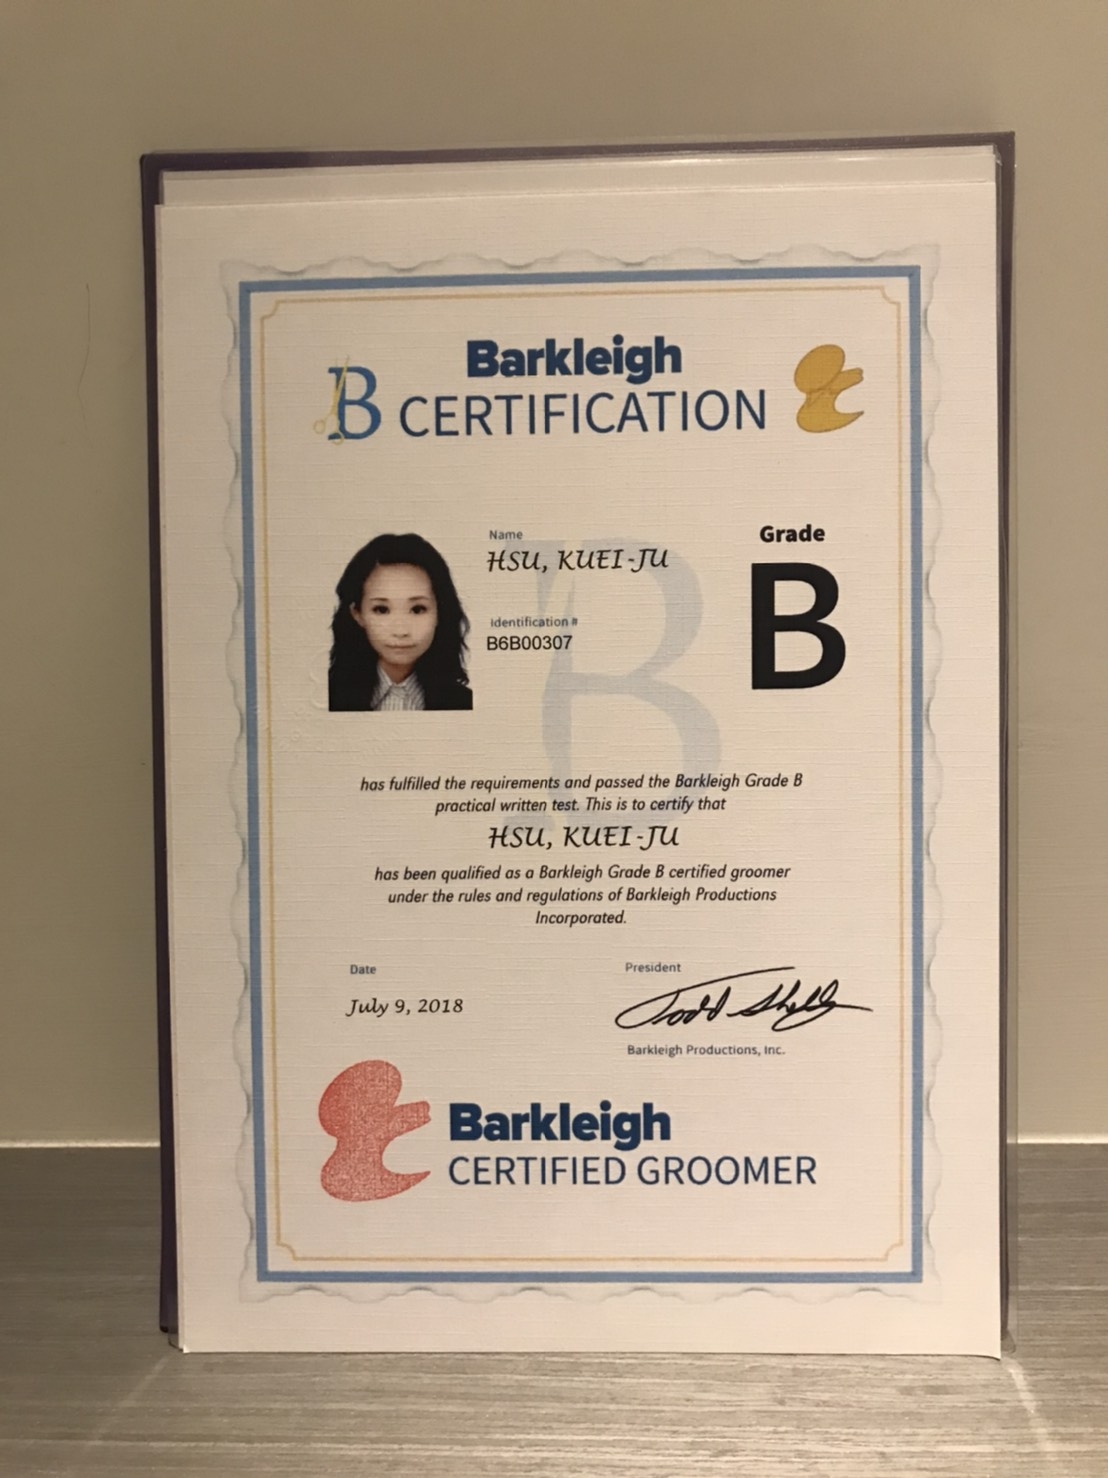 Barkleigh
B CERTIFICATION
Name
HSU, KUEI-JU
Identification #
B6B00307
Grade
B
has fulfilled the requirements and passed the Barkleigh Grade B
practical written test. This is to certify that
HSU, KUEI-JU
has been qualified as a Barkleigh Grade B certified groomer
under the rules and regulations of Barkleigh Productions
Incorporated.
Date
July 9, 2018
President
Todd Shelly
Barkleigh Productions, Inc.
Barkleigh
CERTIFIED GROOMER